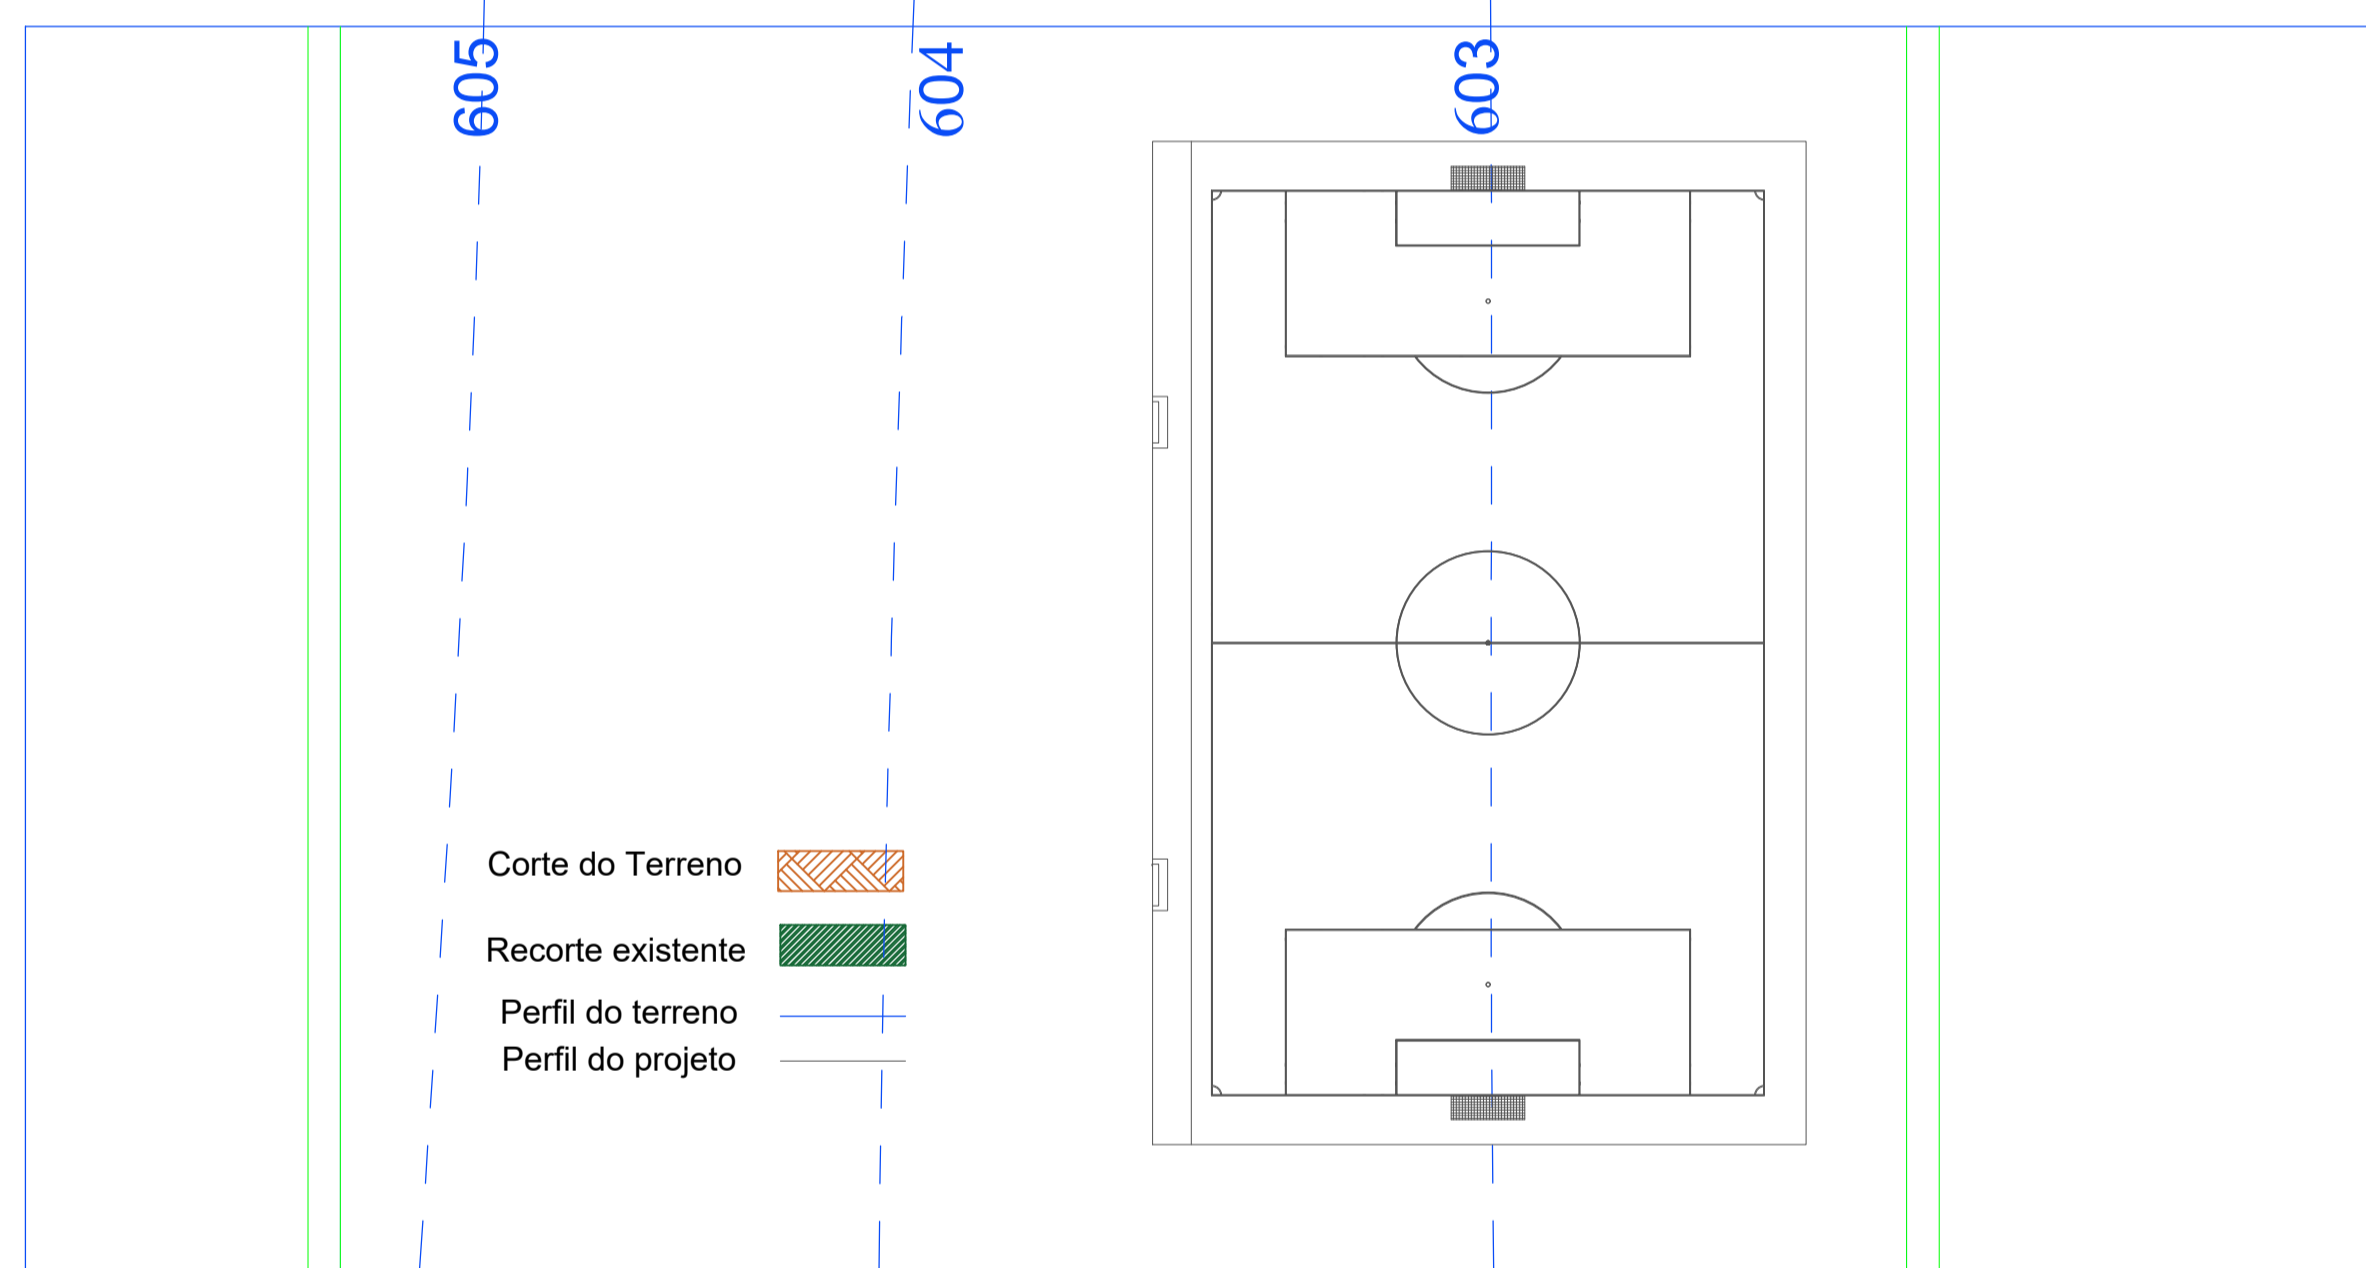 605
604
603
Corte do Terreno
Recorte existente
Perfil do terreno
Perfil do projeto